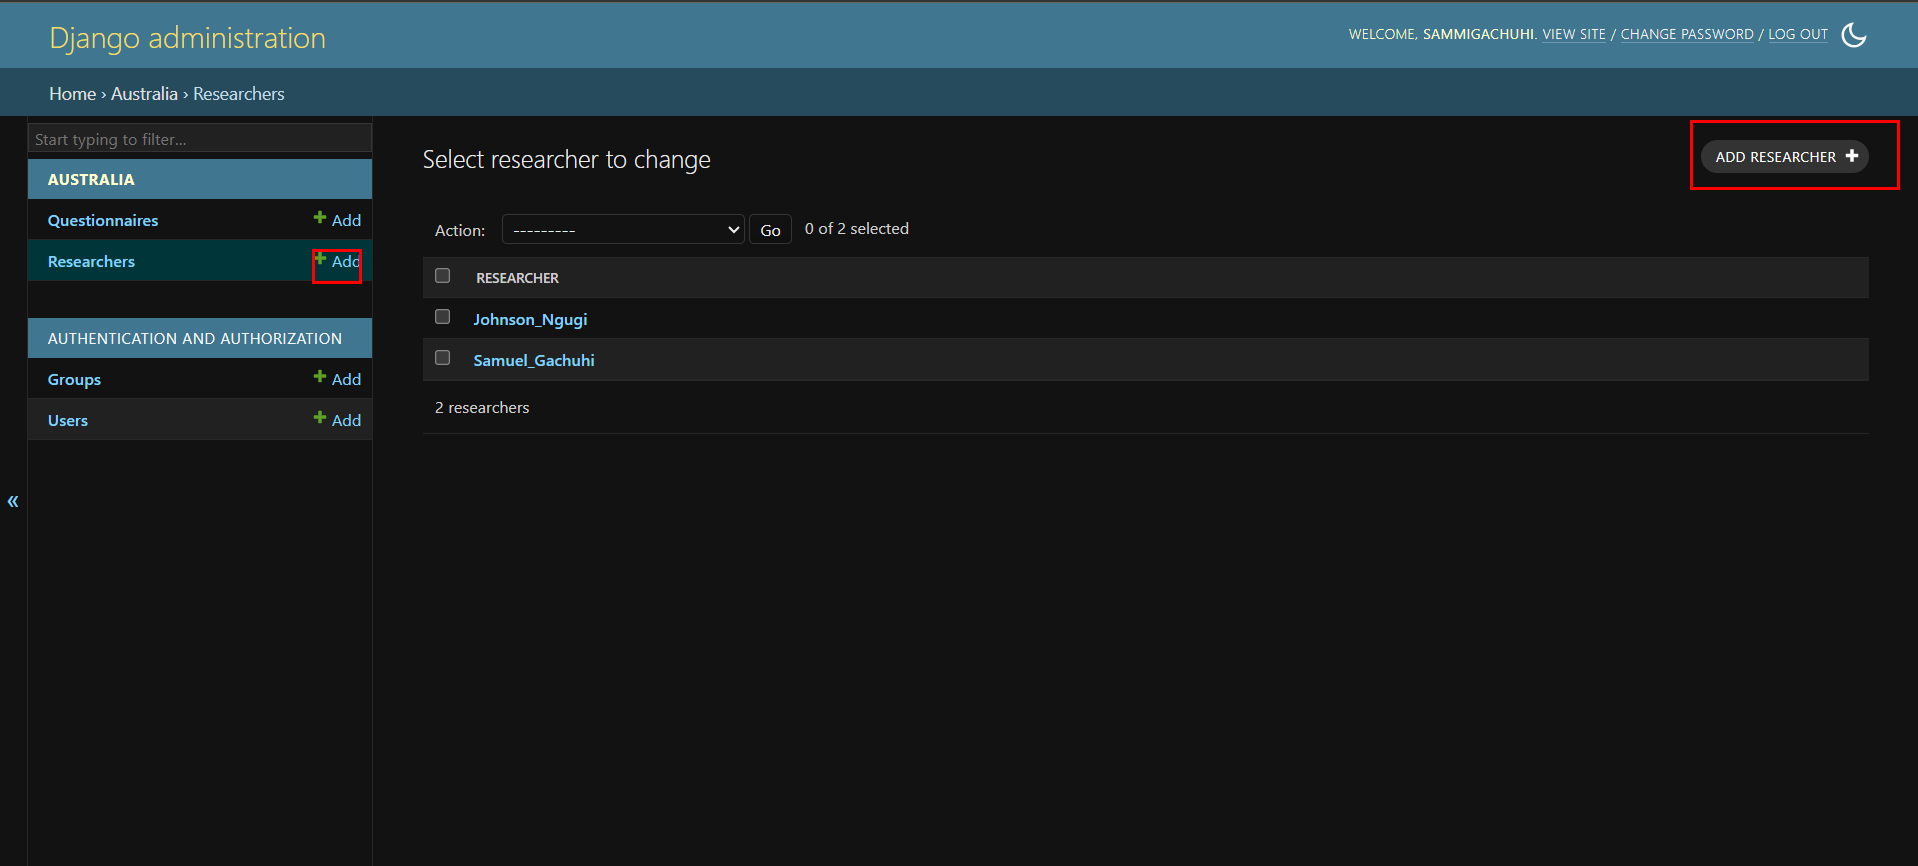 Django administration
WELCOME, SAMMIGACHUHI. VIEW SITE / CHANGE PASSWORD / LOG OUT
Home › Australia › Researchers
Start typing to filter...
AUSTRALIA
Questionnaires + Add
Researchers + Add
AUTHENTICATION AND AUTHORIZATION
Groups + Add
Users + Add
«
Select researcher to change
ADD RESEARCHER +
Action: --------- Go 0 of 2 selected
RESEARCHER
Johnson_Ngugi
Samuel_Gachuhi
2 researchers